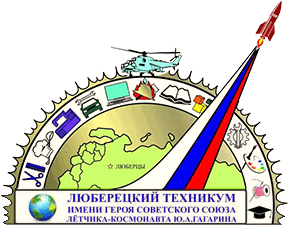 ☆ ЛЮБЕРЦЫ
ЛЮБЕРЕЦКИЙ ТЕХНИКУМ
ИМЕНИ ГЕРОЯ СОВЕТСКОГО СОЮЗА
ЛЁТЧИКА-КОСМОНАВТА Ю.А.ГАГАРИНА